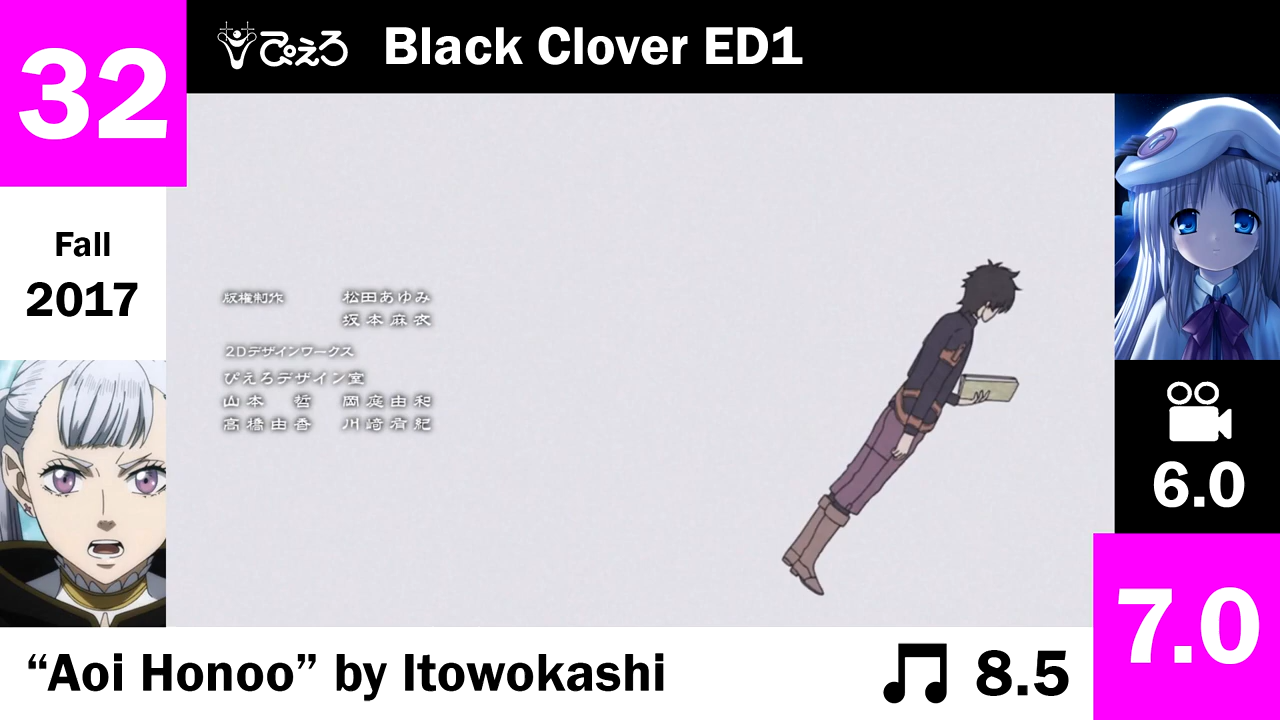 32
ぴえろ Black Clover ED1
Fall
2017
版権制作 松田あゆみ
坂本麻衣
2Dデザインワークス
ぴえろデザイン室
山本 哲 岡庭由和
高橋由香 川﨑有紀
6.0
7.0
“Aoi Honoo” by Itowokashi 8.5